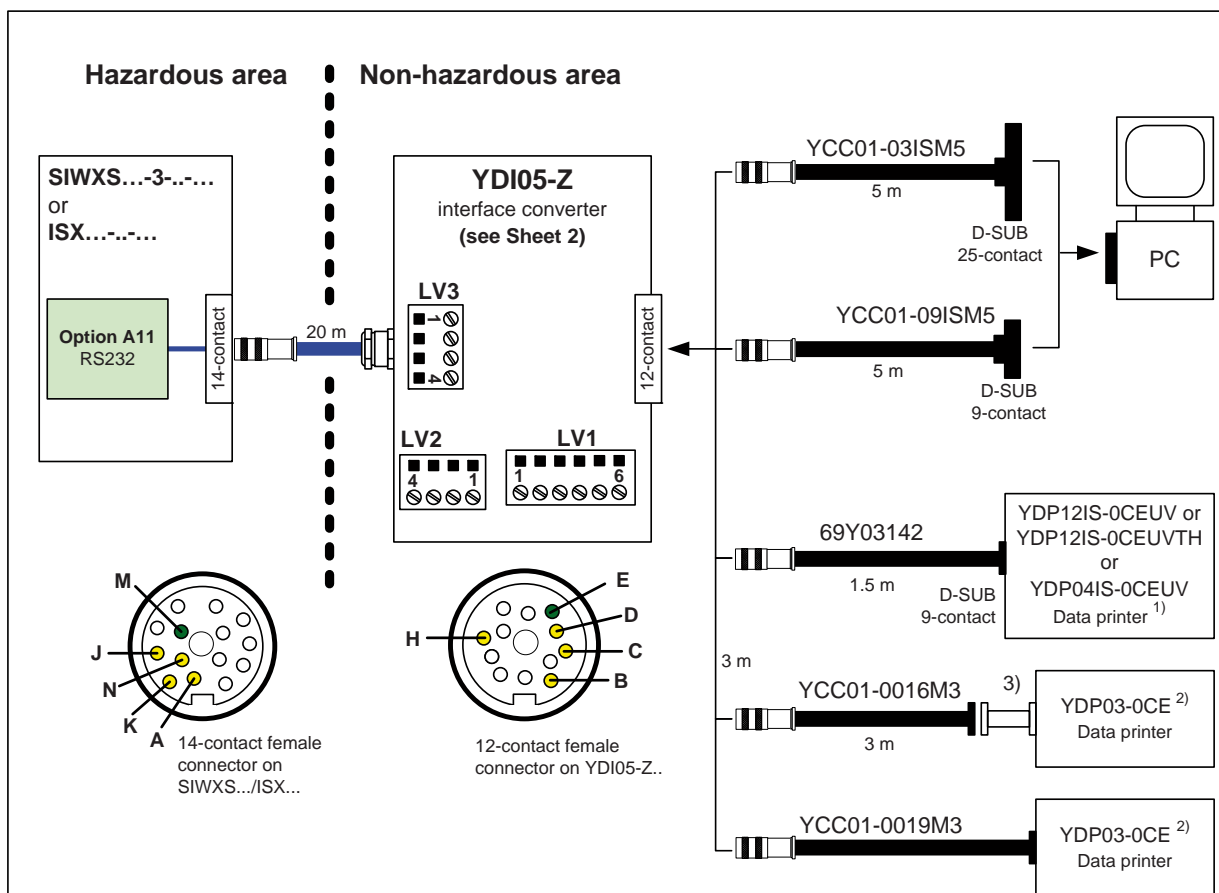 Hazardous area
Non-hazardous area
SIWXS...-3-..-...
or
ISX...-..-...
Option A11
RS232
14-contact
20 m
YDI05-Z
interface converter
(see Sheet 2)
LV3
1
4
LV2
4
1
LV1
1
6
12-contact
YCC01-03ISM5
5 m
D-SUB
25-contact
PC
YCC01-09ISM5
5 m
D-SUB
9-contact
69Y03142
1.5 m
D-SUB
9-contact
YDP12IS-0CEUV or
YDP12IS-0CEUVTH
or
YDP04IS-0CEUV
Data printer 1)
3 m
YCC01-0016M3
3 m
3)
YDP03-0CE 2)
Data printer
YCC01-0019M3
YDP03-0CE 2)
Data printer
M
J
N
K
A
14-contact female
connector on
SIWXS.../ISX...
E
D
H
C
B
12-contact female
connector on YDI05-Z..